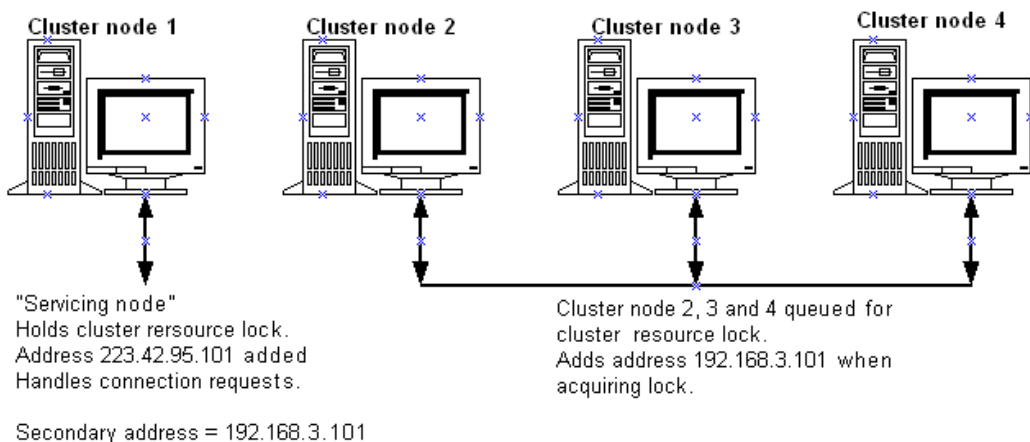 Cluster node 1
Cluster node 2
Cluster node 3
Cluster node 4
"Servicing node"
Holds cluster rersource lock.
Address 223.42.95.101 added
Handles connection requests.
Secondary address = 192.168.3.101
Cluster node 2, 3 and 4 queued for
cluster resource lock.
Adds address 192.168.3.101 when
acquiring lock.